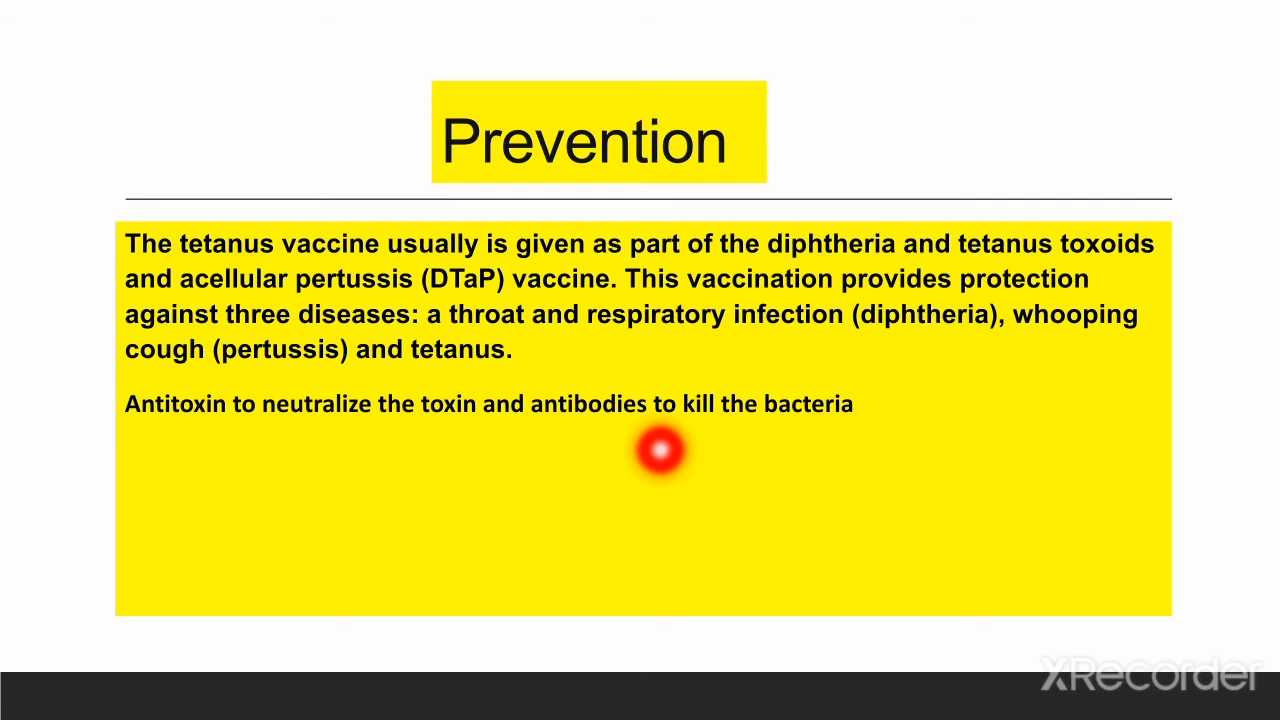 Prevention
The tetanus vaccine usually is given as part of the diphtheria and tetanus toxoids
and acellular pertussis (DTaP) vaccine. This vaccination provides protection
against three diseases: a throat and respiratory infection (diphtheria), whooping
cough (pertussis) and tetanus.
Antitoxin to neutralize the toxin and antibodies to kill the bacteria
XRecorder